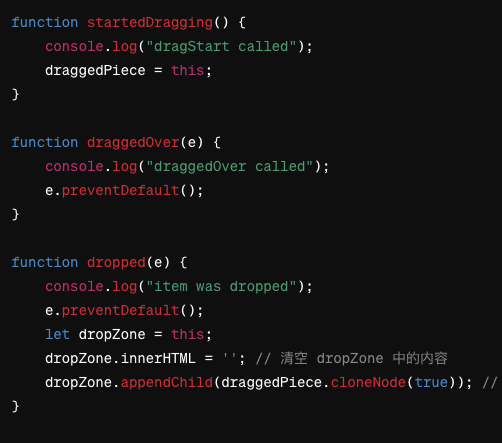 function startedDragging() {
    console.log("dragStart called");
    draggedPiece = this;
}

function draggedOver(e) {
    console.log("draggedOver called");
    e.preventDefault();
}

function dropped(e) {
    console.log("item was dropped");
    e.preventDefault();
    let dropZone = this;
    dropZone.innerHTML = ''; // 清空 dropZone 中的内容
    dropZone.appendChild(draggedPiece.cloneNode(true)); //
}